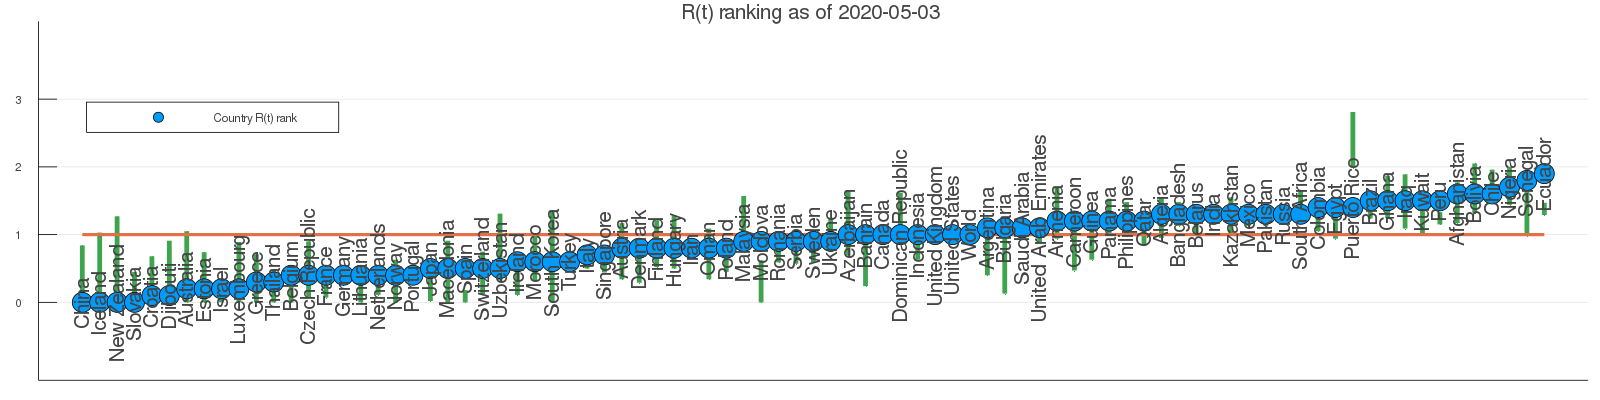 R(t) ranking as of 2020-05-03
3
2
1
0
Country R(t) rank
China
Iceland
New Zealand
Slovakia
Croatia
Djibouti
Australia
Estonia
Israel
Luxembourg
Greece
Thailand
Belgium
Czech Republic
France
Germany
Lithuania
Netherlands
Norway
Portugal
Japan
Macedonia
Spain
Switzerland
Uzbekistan
Ireland
Morocco
South Korea
Turkey
Italy
Singapore
Austria
Denmark
Finland
Hungary
Iran
Oman
Poland
Malaysia
Moldova
Romania
Serbia
Sweden
Ukraine
Azerbaijan
Bahrain
Canada
Dominican Republic
Indonesia
United Kingdom
United States
World
Argentina
Bulgaria
Saudi Arabia
United Arab Emirates
Armenia
Cameroon
Guinea
Panama
Philippines
Qatar
Algeria
Bangladesh
Belarus
India
Kazakhstan
Mexico
Pakistan
Russia
South Africa
Colombia
Egypt
Puerto Rico
Brazil
Ghana
Iraq
Kuwait
Peru
Afghanistan
Bolivia
Chile
Nigeria
Senegal
Ecuador